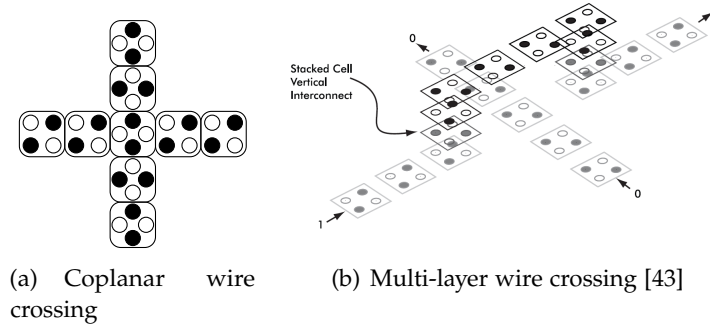 0
Stacked Cell
Vertical
Interconnect
1
0
(a) Coplanar wire
crossing
(b) Multi-layer wire crossing [43]